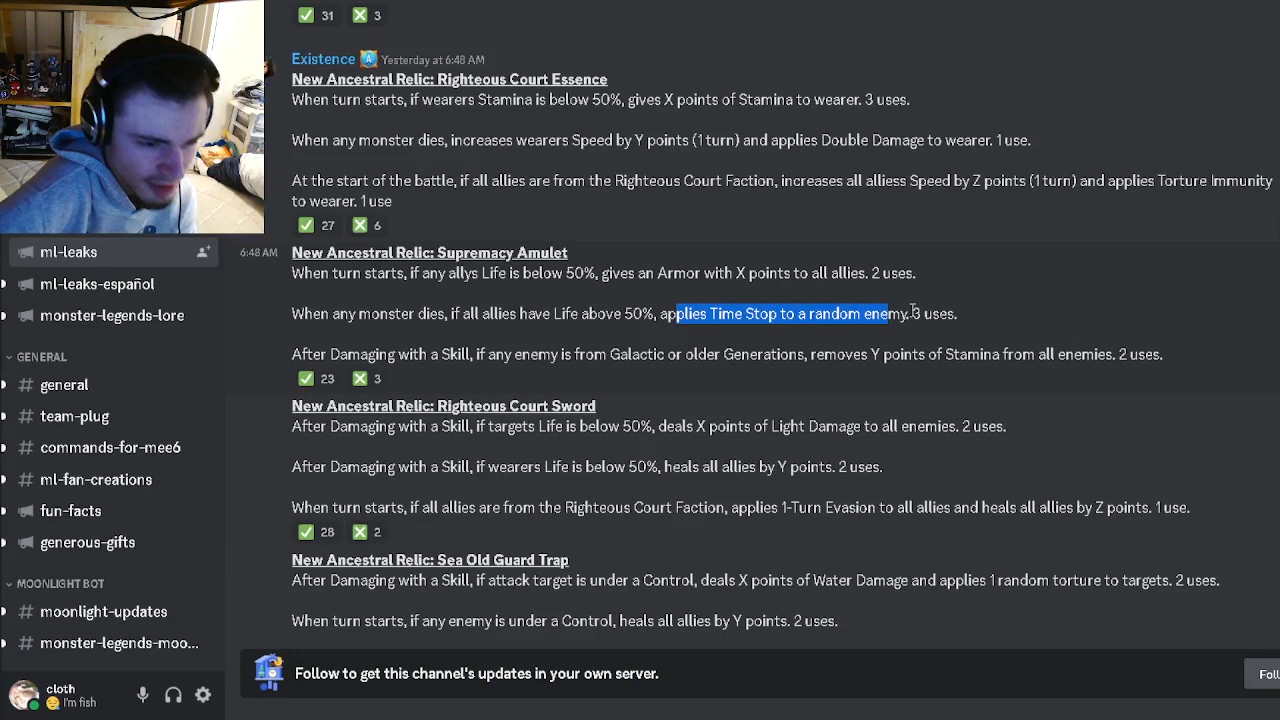 31 3
Existence Yesterday at 6:48 AM
New Ancestral Relic: Righteous Court Essence
When turn starts, if wearers Stamina is below 50%, gives X points of Stamina to wearer. 3 uses.
When any monster dies, increases wearers Speed by Y points (1 turn) and applies Double Damage to wearer. 1 use.
At the start of the battle, if all allies are from the Righteous Court Faction, increases all alliess Speed by Z points (1 turn) and applies Torture Immunity
to wearer. 1 use
27 6
ml-leaks
ml-leaks-español
monster-legends-lore
GENERAL
general
team-plug
commands-for-mee6
ml-fan-creations
fun-facts
generous-gifts
MOONLIGHT BOT
moonlight-updates
monster-legends-moo...
cloth
I'm fish
6:48 AM New Ancestral Relic: Supremacy Amulet
When turn starts, if any allys Life is below 50%, gives an Armor with X points to all allies. 2 uses.
When any monster dies, if all allies have Life above 50%, applies Time Stop to a random enemy. 3 uses.
After Damaging with a Skill, if any enemy is from Galactic or older Generations, removes Y points of Stamina from all enemies. 2 uses.
23 3
New Ancestral Relic: Righteous Court Sword
After Damaging with a Skill, if targets Life is below 50%, deals X points of Light Damage to all enemies. 2 uses.
After Damaging with a Skill, if wearers Life is below 50%, heals all allies by Y points. 2 uses.
When turn starts, if all allies are from the Righteous Court Faction, applies 1-Turn Evasion to all allies and heals all allies by Z points. 1 use.
28 2
New Ancestral Relic: Sea Old Guard Trap
After Damaging with a Skill, if attack target is under a Control, deals X points of Water Damage and applies 1 random torture to targets. 2 uses.
When turn starts, if any enemy is under a Control, heals all allies by Y points. 2 uses.
Follow to get this channel's updates in your own server.
Foll